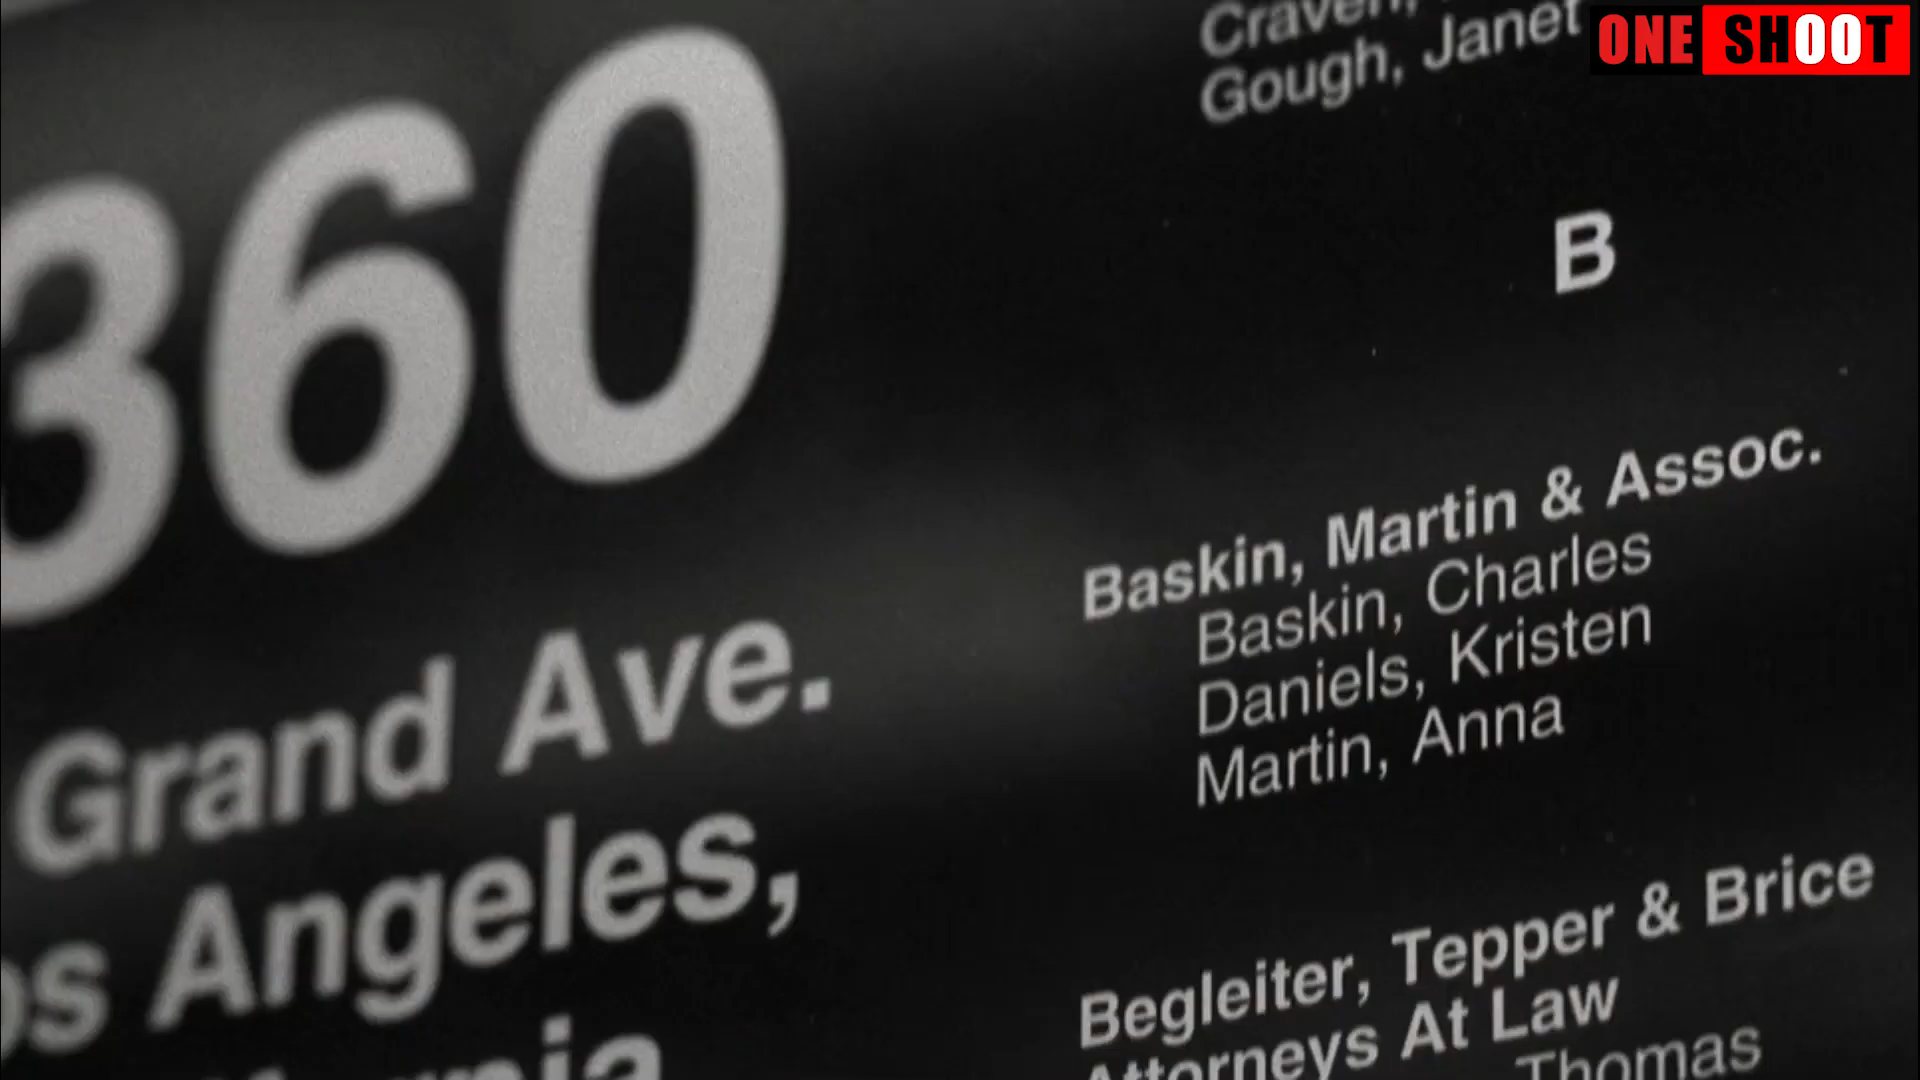 360
Grand Ave.
Angeles,
Gough, Janet
B
Baskin, Martin & Assoc.
Baskin, Charles
Daniels, Kristen
Martin, Anna
Begleiter, Tepper & Brice
Attorneys At Law
Thomas
ONE SHOOT